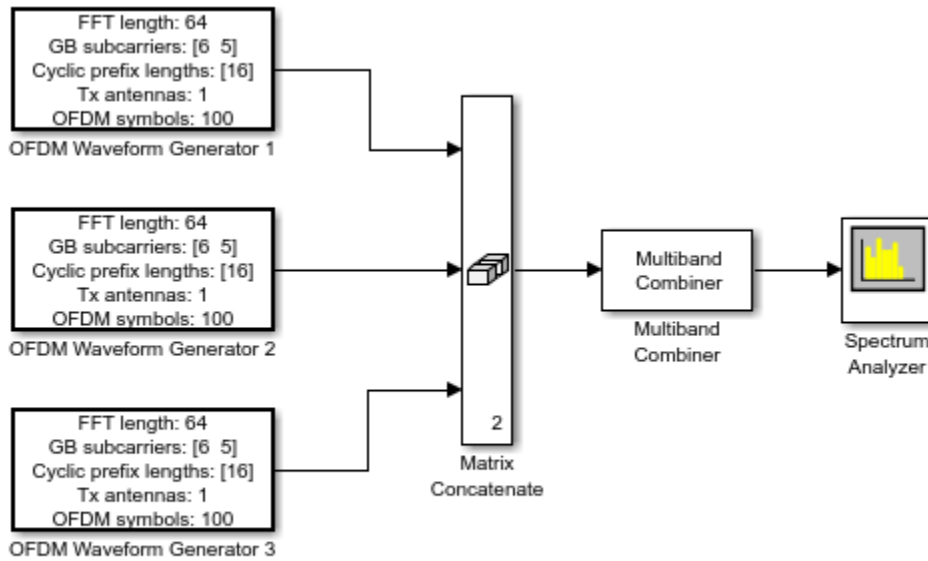 FFT length: 64
GB subcarriers: [6 5]
Cyclic prefix lengths: [16]
Tx antennas: 1
OFDM symbols: 100
OFDM Waveform Generator 1
FFT length: 64
GB subcarriers: [6 5]
Cyclic prefix lengths: [16]
Tx antennas: 1
OFDM symbols: 100
OFDM Waveform Generator 2
FFT length: 64
GB subcarriers: [6 5]
Cyclic prefix lengths: [16]
Tx antennas: 1
OFDM symbols: 100
OFDM Waveform Generator 3
2
Matrix
Concatenate
Multiband
Combiner
Multiband
Combiner
Spectrum
Analyzer